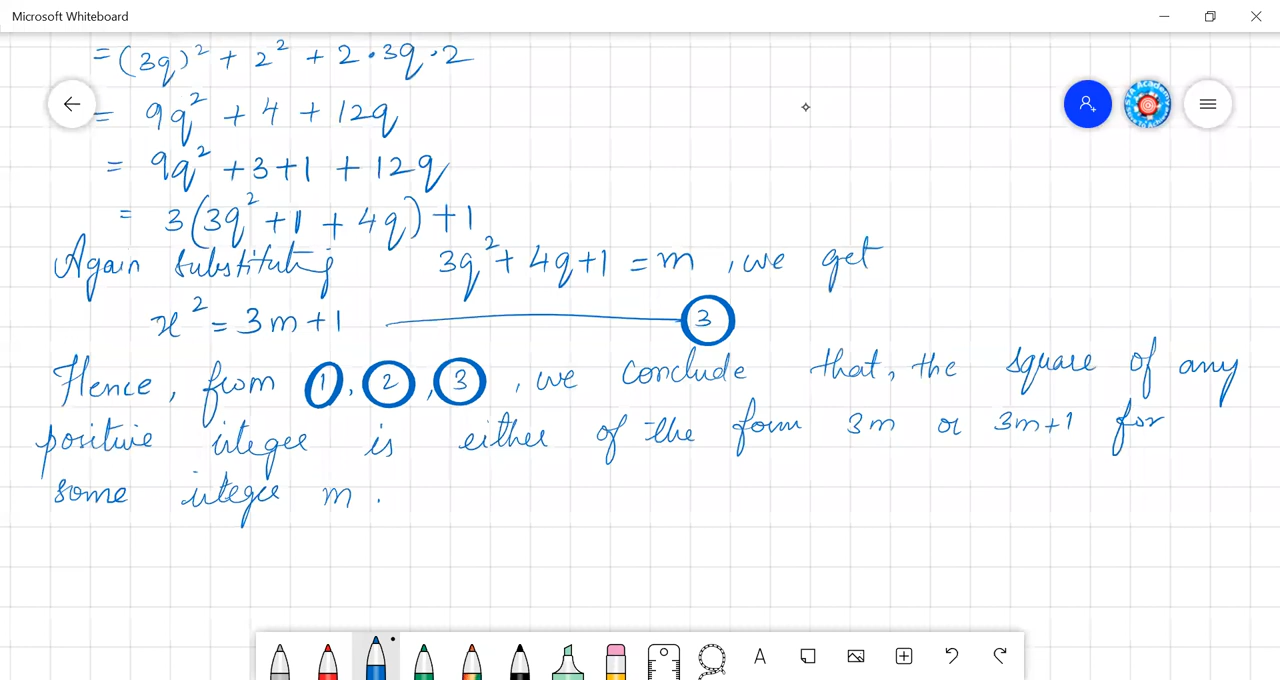 Microsoft Whiteboard
= (3q)² + 2² + 2·3q·2
= 9q² + 4 + 12q
= 9q² + 3 + 1 + 12q
= 3(3q² + 1 + 4q) + 1
Again substituting 3q² + 4q + 1 = m, we get
x² = 3m + 1 3
Hence, from 1, 2, 3, we conclude that, the square of any
positive integer is either of the form 3m or 3m+1 for
some integer m.
A